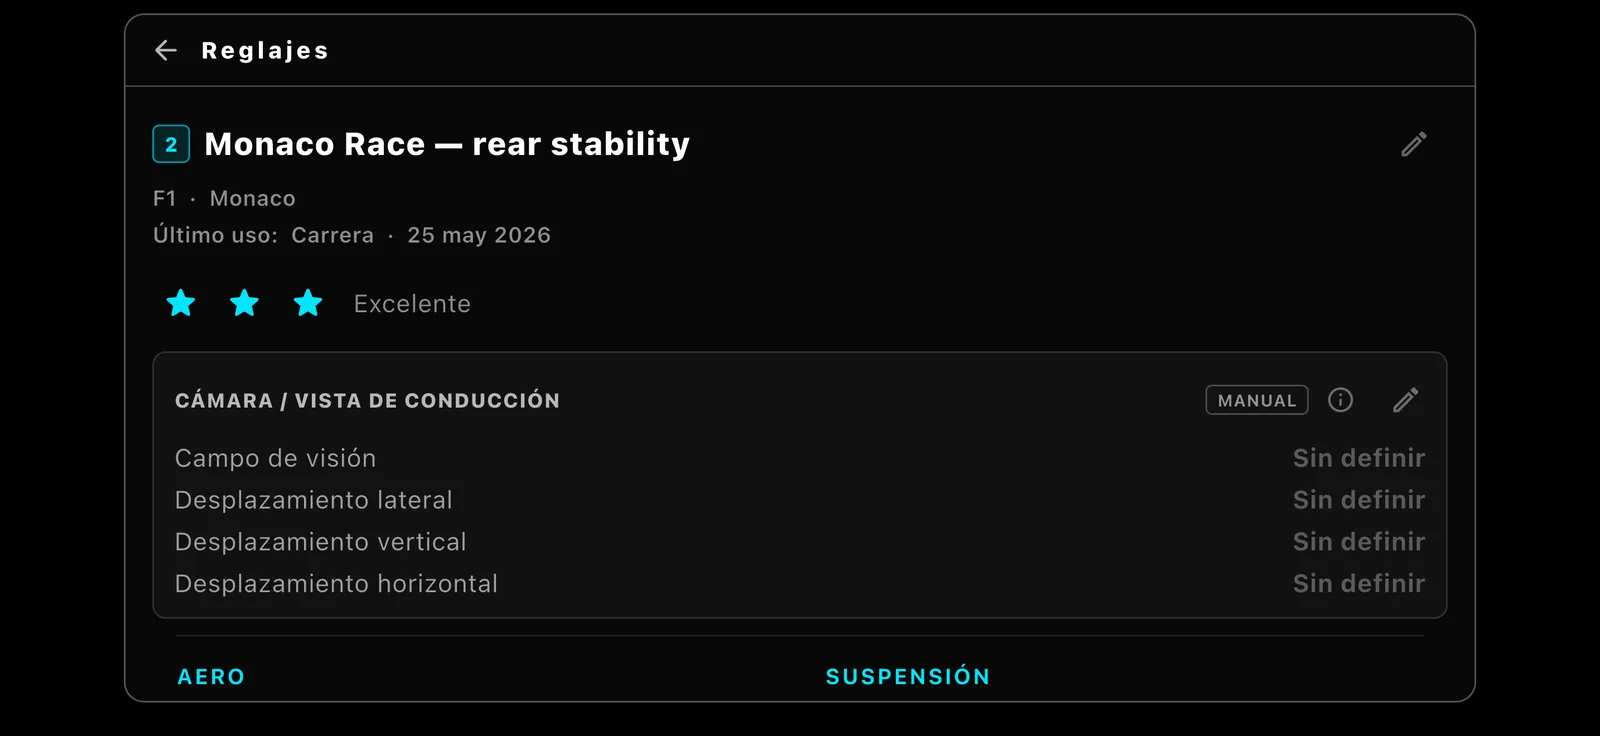 Reglajes
2 Monaco Race — rear stability
F1 · Monaco
Último uso: Carrera · 25 may 2026
Excelente
CÁMARA / VISTA DE CONDUCCIÓN MANUAL
Campo de visión Sin definir
Desplazamiento lateral Sin definir
Desplazamiento vertical Sin definir
Desplazamiento horizontal Sin definir
AERO SUSPENSIÓN